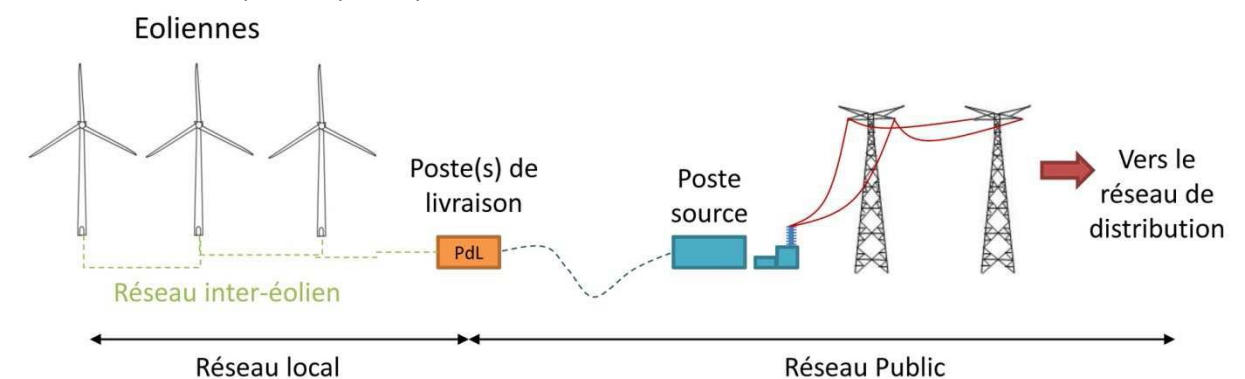 Eoliennes
Poste(s) de
livraison
Poste
source
Vers le
réseau de
distribution
PdL
Réseau inter-éolien
Réseau local
Réseau Public